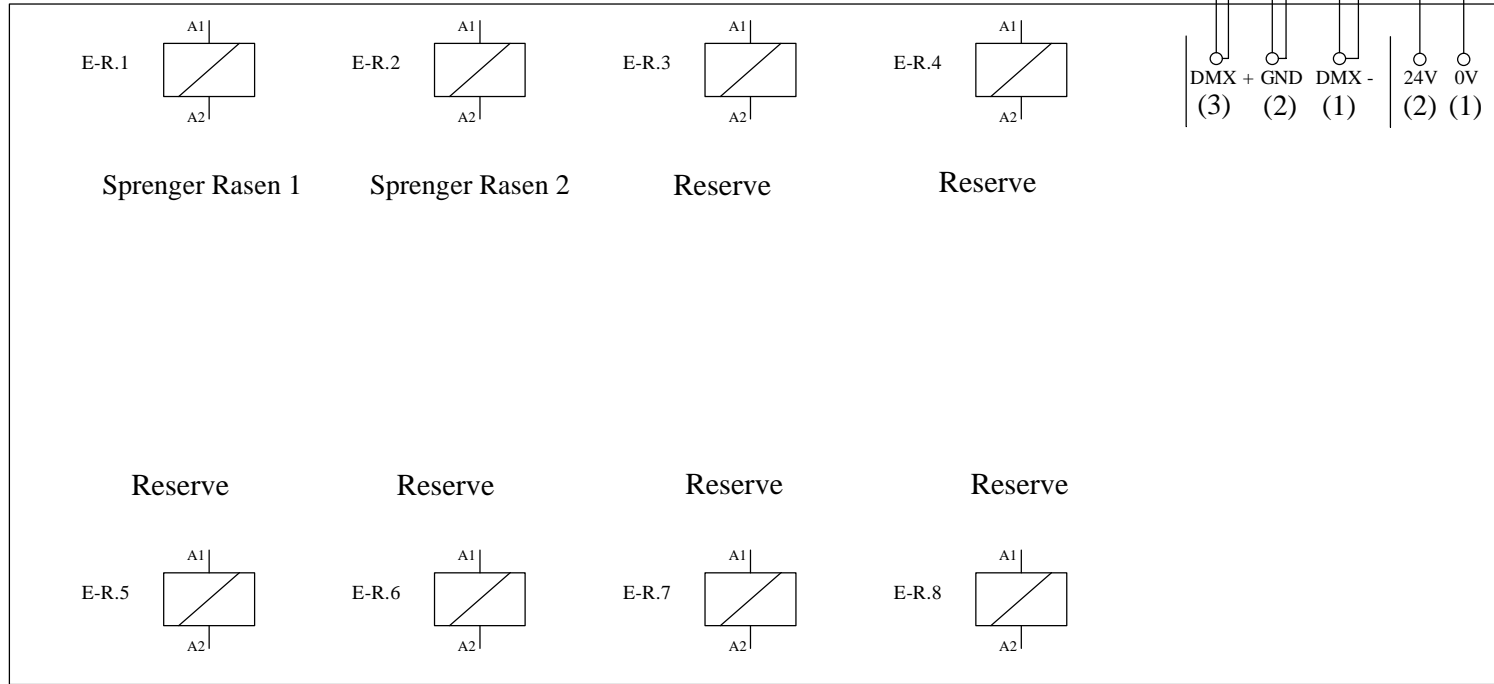 A1 A1 A1 A1
E-R.1 E-R.2 E-R.3 E-R.4
DMX + GND DMX - 24V 0V
(3) (2) (1) (2) (1)
A2 A2 A2 A2
Sprenger Rasen 1 Sprenger Rasen 2 Reserve Reserve
Reserve Reserve Reserve Reserve
A1 A1 A1 A1
E-R.5 E-R.6 E-R.7 E-R.8
A2 A2 A2 A2